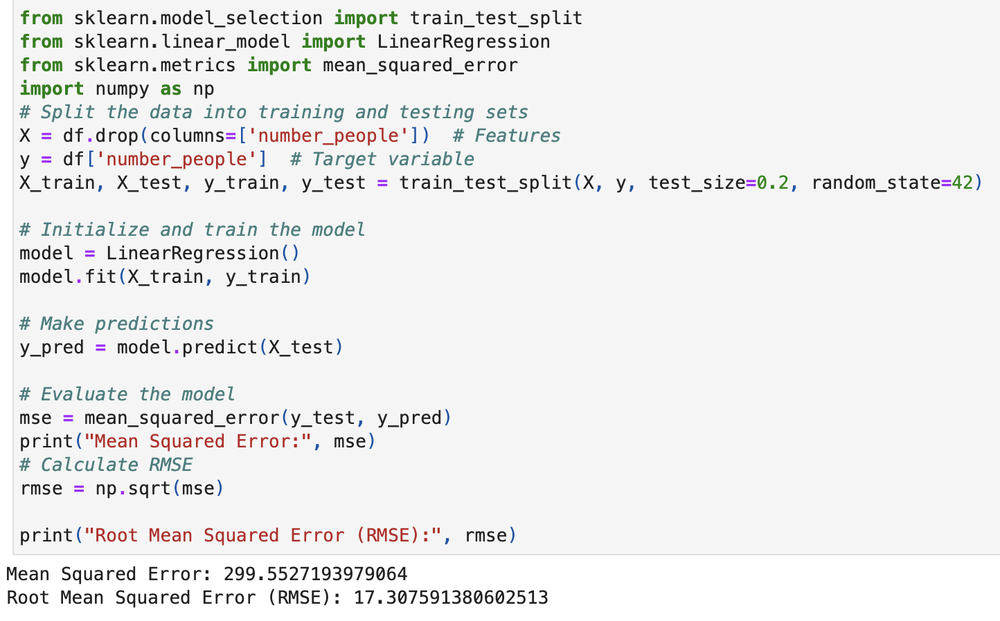 from sklearn.model_selection import train_test_split
from sklearn.linear_model import LinearRegression
from sklearn.metrics import mean_squared_error
import numpy as np
# Split the data into training and testing sets
X = df.drop(columns=['number_people'])  # Features
y = df['number_people']  # Target variable
X_train, X_test, y_train, y_test = train_test_split(X, y, test_size=0.2, random_state=42)
# Initialize and train the model
model = LinearRegression()
model.fit(X_train, y_train)
# Make predictions
y_pred = model.predict(X_test)
# Evaluate the model
mse = mean_squared_error(y_test, y_pred)
print("Mean Squared Error:", mse)
# Calculate RMSE
rmse = np.sqrt(mse)
print("Root Mean Squared Error (RMSE):", rmse)
Mean Squared Error: 299.5527193979064
Root Mean Squared Error (RMSE): 17.307591380602513